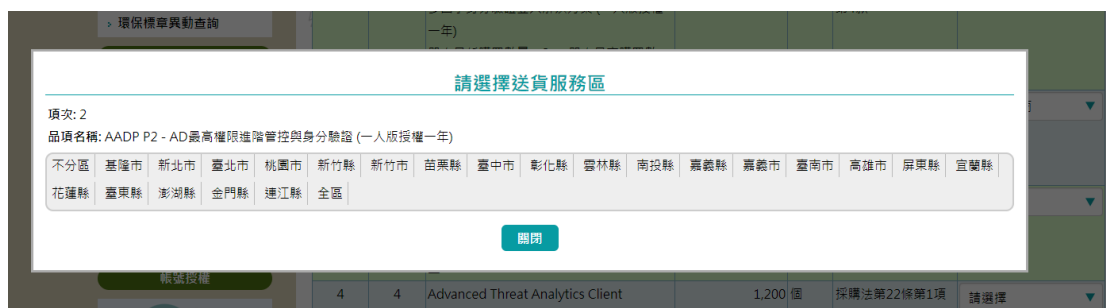 › 環保標章異動查詢
一年)
請選擇送貨服務區
項次: 2
品項名稱: AADP P2 - AD最高權限進階管控與身分驗證 (一人版授權一年)
不分區 基隆市 新北市 臺北市 桃園市 新竹縣 新竹市 苗栗縣 臺中市 彰化縣 雲林縣 南投縣 嘉義縣 嘉義市 臺南市 高雄市 屏東縣 宜蘭縣
花蓮縣 臺東縣 澎湖縣 金門縣 連江縣 全區
關閉
帳號授權
4 4 Advanced Threat Analytics Client 1,200 個 採購法第22條第1項 請選擇